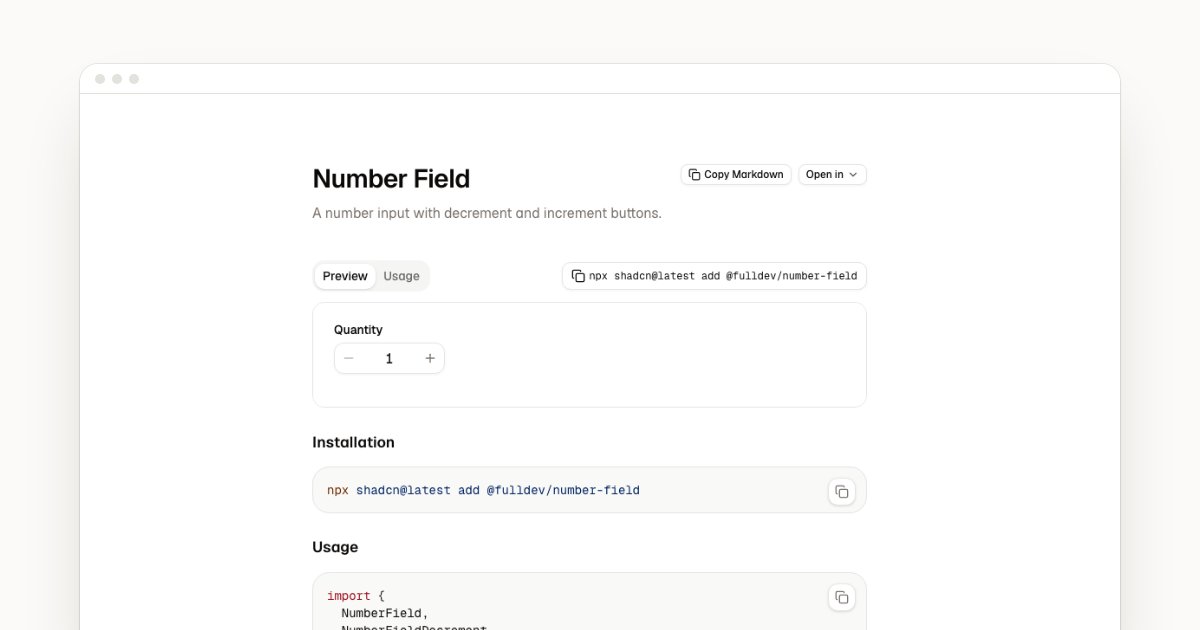 Number Field
Copy Markdown
Open in
A number input with decrement and increment buttons.
Preview
Usage
npx shadcn@latest add @fulldev/number-field
Quantity
1
Installation
npx shadcn@latest add @fulldev/number-field
Usage
import {
NumberField,
NumberFieldDecrement,